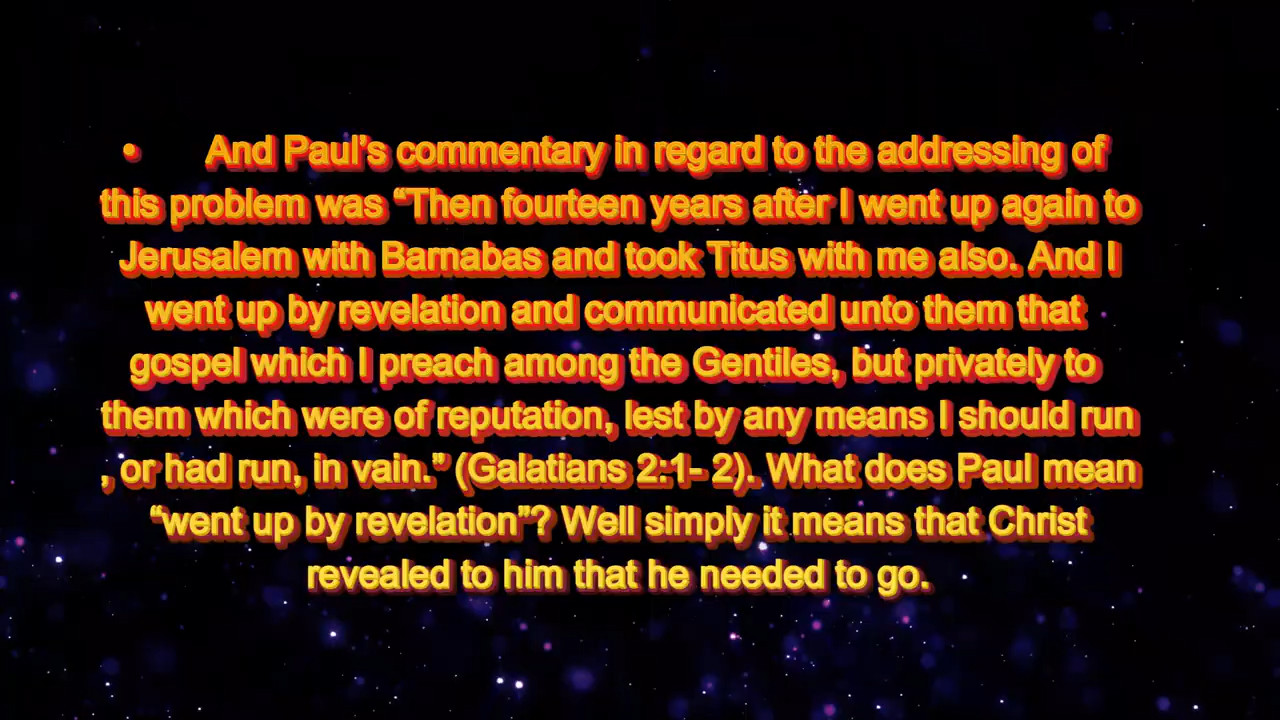 • And Paul’s commentary in regard to the addressing of
this problem was “Then fourteen years after I went up again to
Jerusalem with Barnabas and took Titus with me also. And I
went up by revelation and communicated unto them that
gospel which I preach among the Gentiles, but privately to
them which were of reputation, lest by any means I should run
, or had run, in vain.” (Galatians 2:1- 2). What does Paul mean
“went up by revelation”? Well simply it means that Christ
revealed to him that he needed to go.